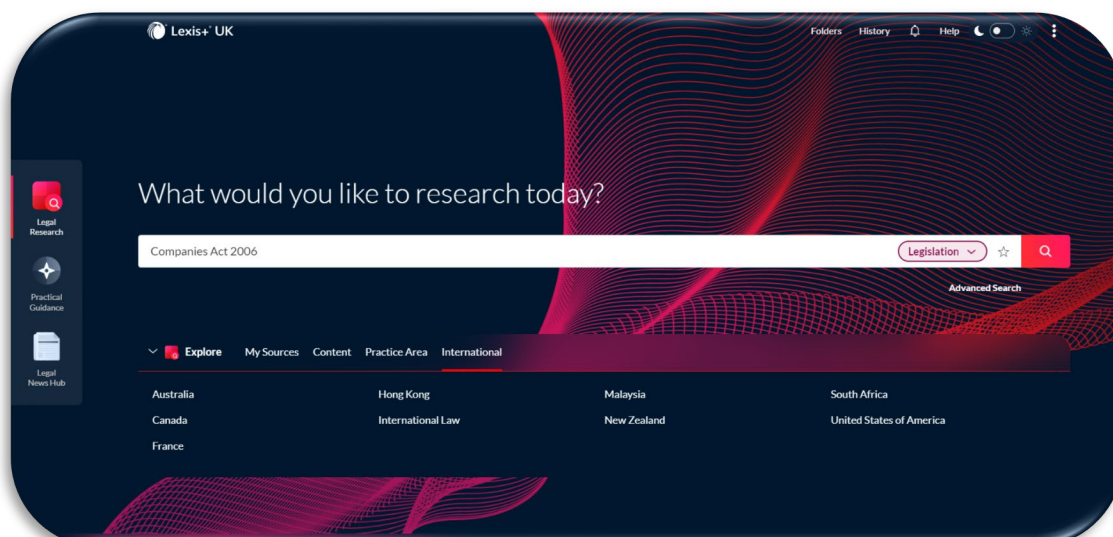 Lexis+® UK
Folders History Help
What would you like to research today?
Legal
Research
Companies Act 2006 Legislation
Advanced Search
Practical
Guidance
Explore My Sources Content Practice Area International
Legal
News Hub
Australia Hong Kong Malaysia South Africa
Canada International Law New Zealand United States of America
France